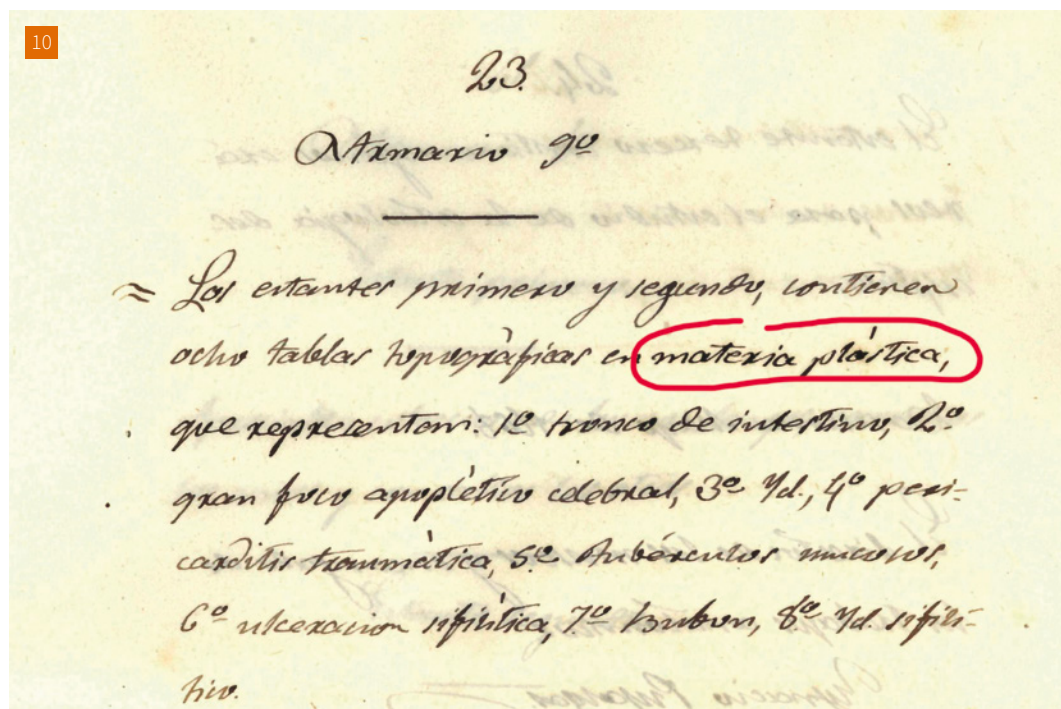 10
23.
Armario 9º
= Los estantes primero y segundo, contienen
ocho tablas topográficas en materia plástica,
que representan: 1º tronco de intestino, 2º
gran foco apoplético celebral, 3º Yd., 4º peri-
carditis traumática, 5º tubérculos mucosos,
6º ulceracion sifilítica, 7º bubon, 8º Yd. sifilí-
tico.